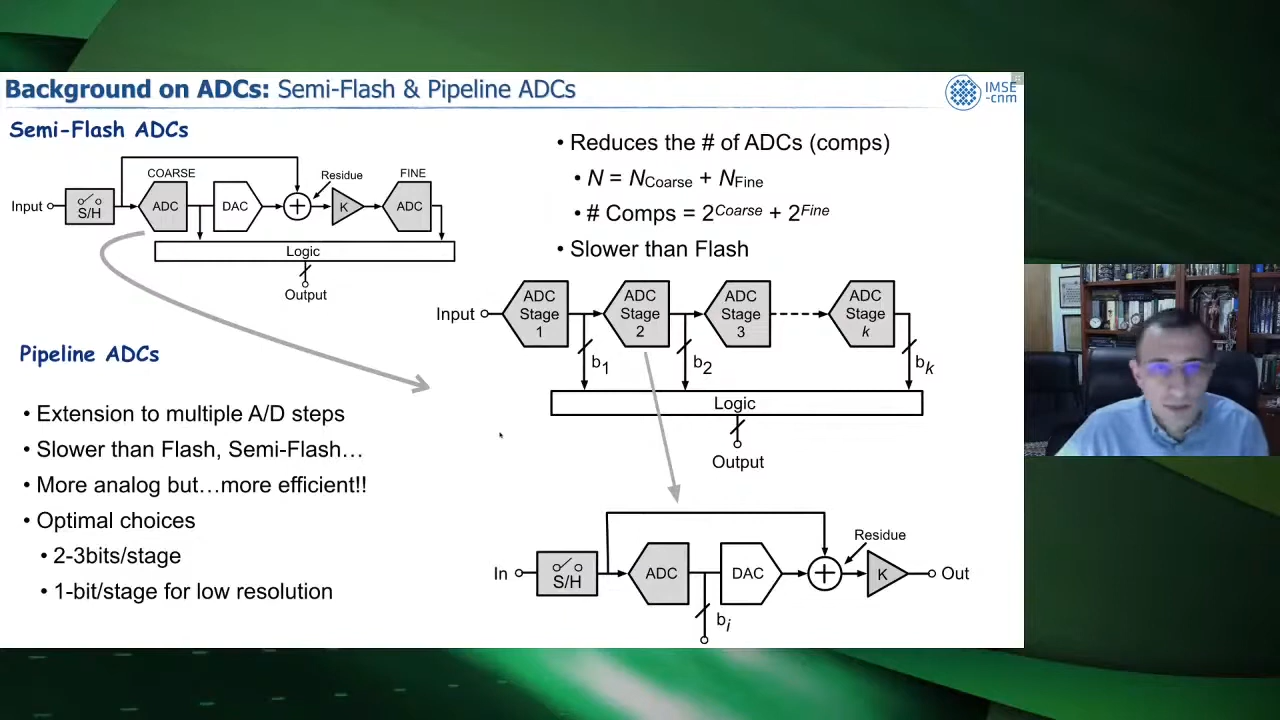 Background on ADCs: Semi-Flash & Pipeline ADCs
IMSE
-cnm
Semi-Flash ADCs
COARSE
Residue
FINE
Input
S/H
ADC
DAC
K
ADC
Logic
Output
• Reduces the # of ADCs (comps)
• N = NCoarse + NFine
• # Comps = 2^Coarse + 2^Fine
• Slower than Flash
Input
ADC Stage 1
ADC Stage 2
ADC Stage 3
ADC Stage k
b1
b2
bk
Logic
Output
Pipeline ADCs
• Extension to multiple A/D steps
• Slower than Flash, Semi-Flash…
• More analog but…more efficient!!
• Optimal choices
• 2-3bits/stage
• 1-bit/stage for low resolution
Residue
In
S/H
ADC
DAC
K
Out
bi